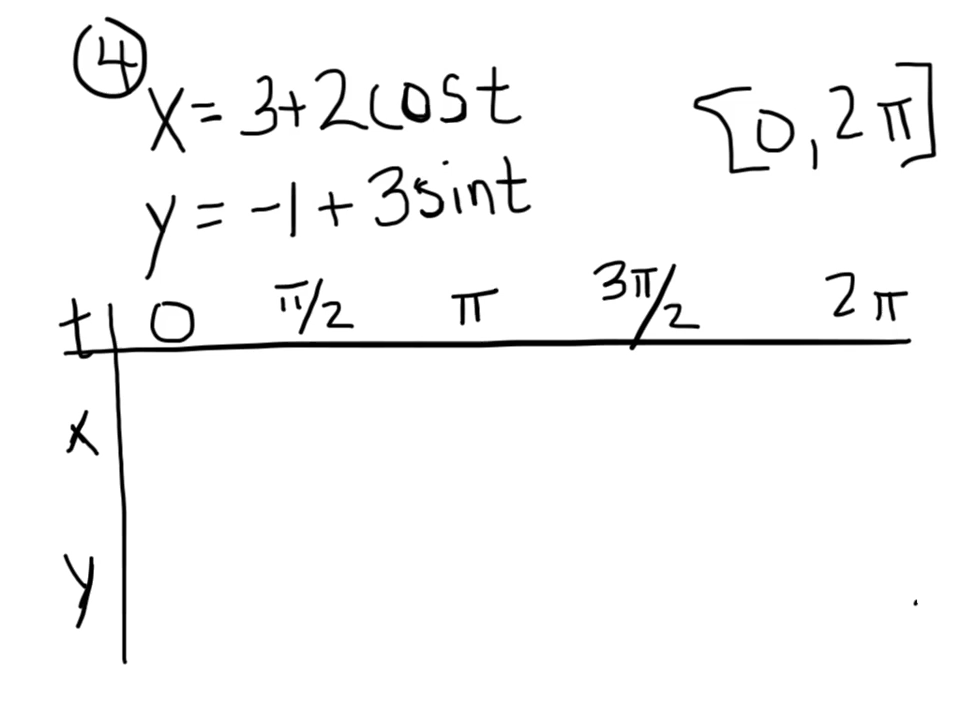 ④
x = 3+2cost [0, 2π]
y = -1 + 3sint
t 0 π/2 π 3π/2 2π
x
y